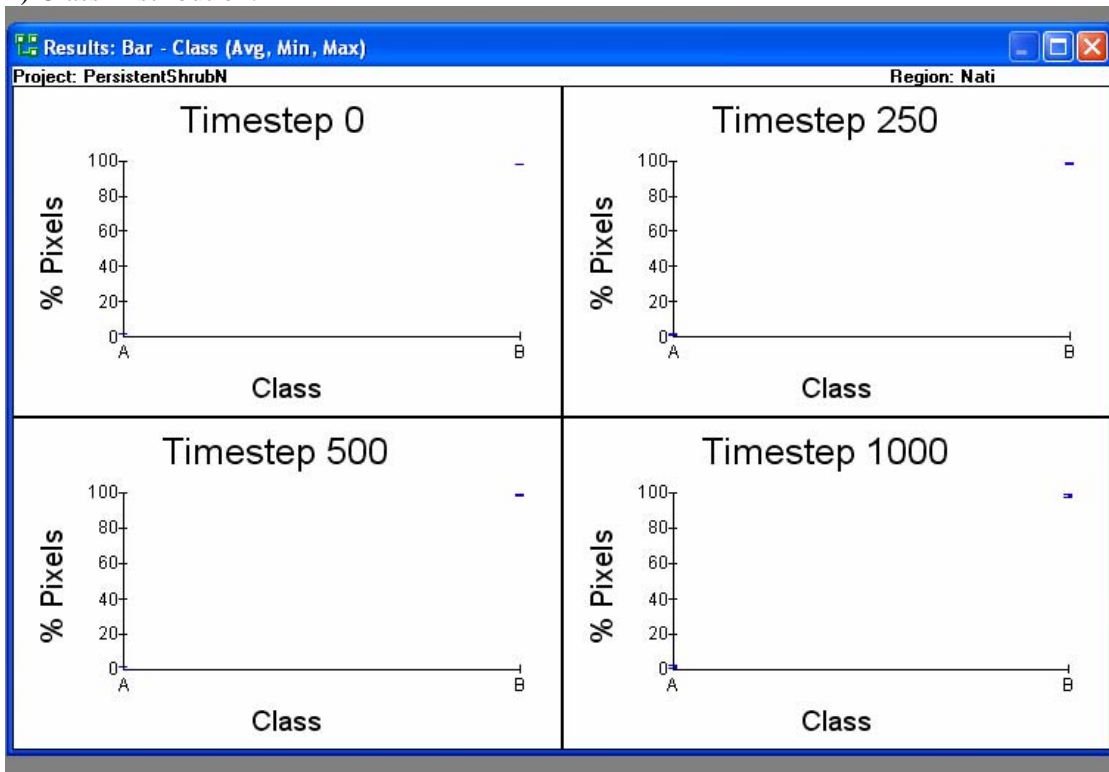 Results: Bar - Class (Avg, Min, Max)
Project: PersistentShrubN
Region: Nati
Timestep 0
100
80
60
40
20
0
% Pixels
A
B
Class
Timestep 250
100
80
60
40
20
0
% Pixels
A
B
Class
Timestep 500
100
80
60
40
20
0
% Pixels
A
B
Class
Timestep 1000
100
80
60
40
20
0
% Pixels
A
B
Class